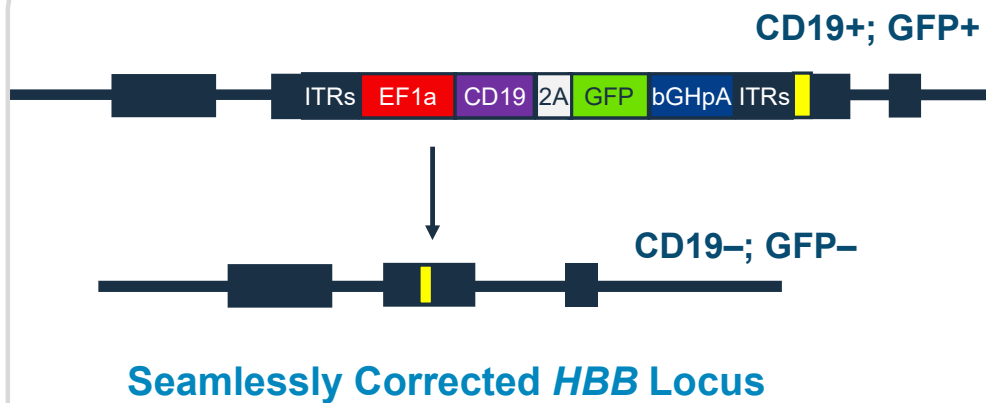 CD19+; GFP+
ITRs EF1a CD19 2A GFP bGHpA ITRs
CD19–; GFP–
Seamlessly Corrected HBB Locus